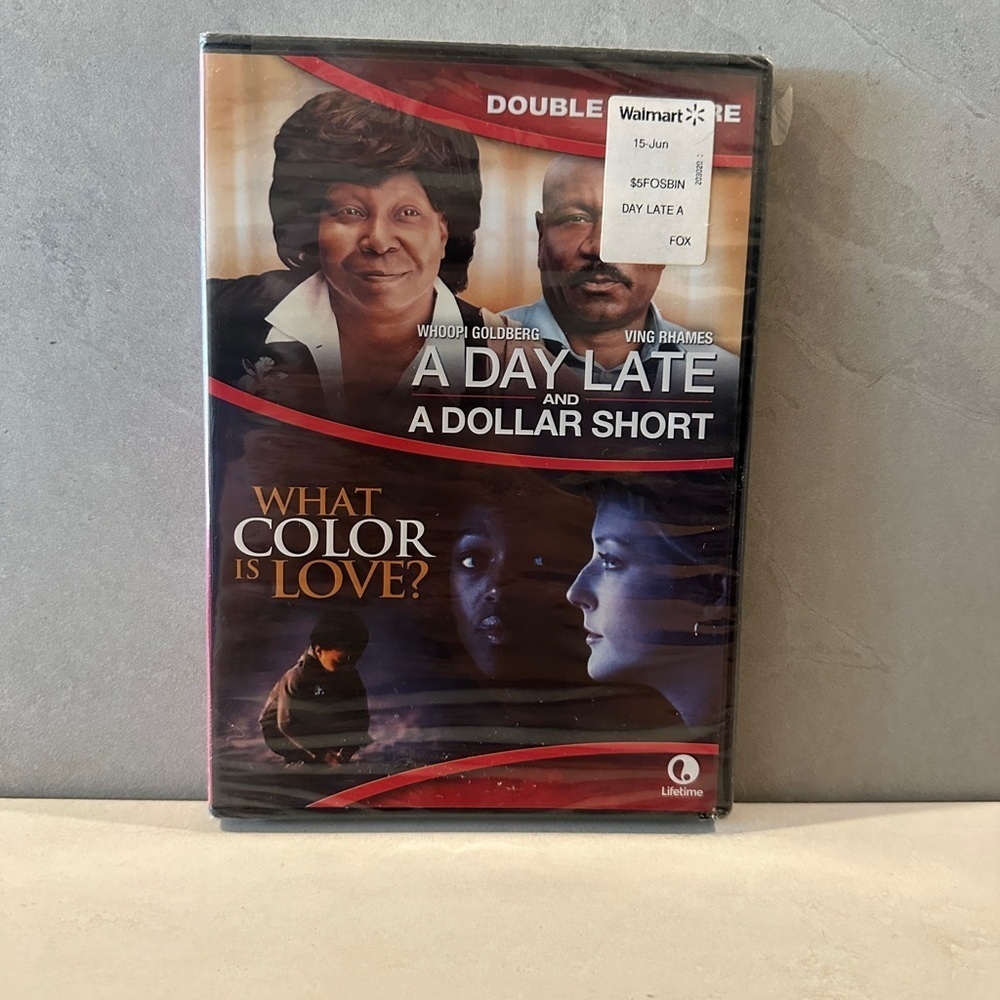 DOUBLE RE
Walmart
15-Jun
$5FOSBIN
DAY LATE A
FOX
WHOOPI GOLDBERG VING RHAMES
A DAY LATE
AND
A DOLLAR SHORT
WHAT
COLOR
IS LOVE?
Lifetime